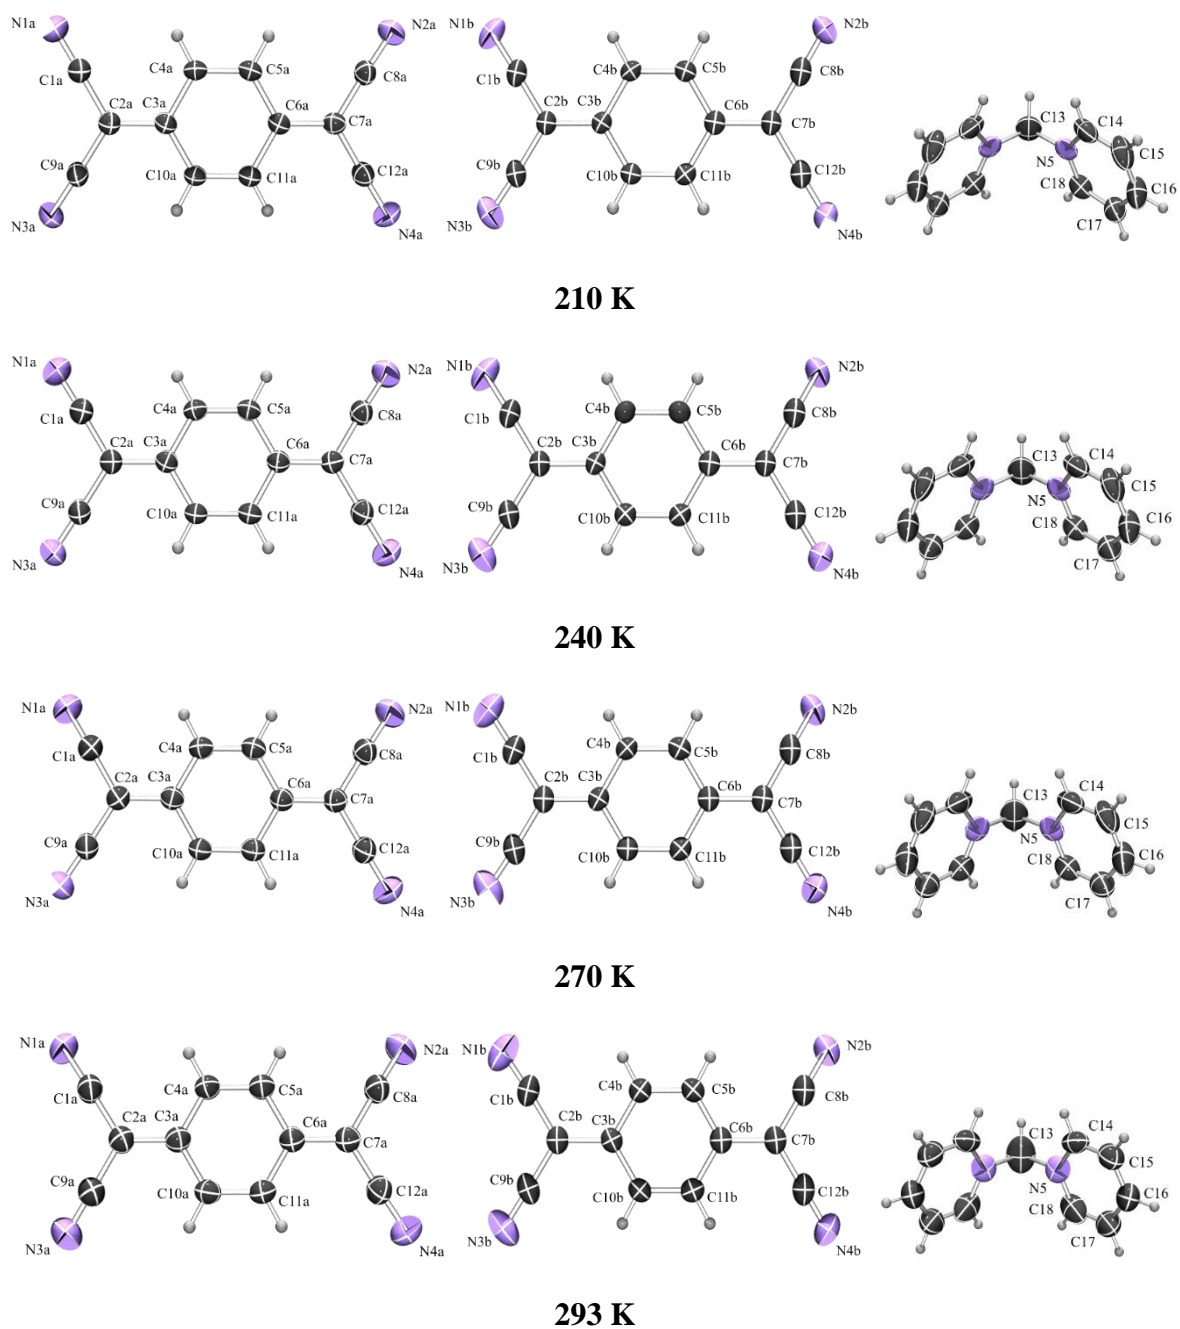 N1a N2a N1b N2b
C4a C5a C4b C5b
C1a C8a C1b C8b
C2a C3a C6a C7a C2b C3b C6b C7b C13 C14
C9a C12a C9b C12b N5 C15
C10a C11a C10b C11b C18 C16
N3a N4a N3b N4b C17
210 K
N1a N2a N1b N2b
C4a C5a C4b C5b
C1a C8a C1b C8b
C2a C3a C6a C7a C2b C3b C6b C7b C13 C14
C9a C12a C9b C12b N5 C15
C10a C11a C10b C11b C18 C16
N3a N4a N3b N4b C17
240 K
N1a N2a N1b N2b
C4a C5a C4b C5b
C1a C8a C1b C8b
C2a C3a C6a C7a C2b C3b C6b C7b C13 C14
C9a C12a C9b C12b N5 C15
C10a C11a C10b C11b C18 C16
N3a N4a N3b N4b C17
270 K
N1a N2a N1b N2b
C4a C5a C4b C5b
C1a C8a C1b C8b
C2a C3a C6a C7a C2b C3b C6b C7b C13 C14
C9a C12a C9b C12b N5 C15
C10a C11a C10b C11b C18 C16
N3a N4a N3b N4b C17
293 K